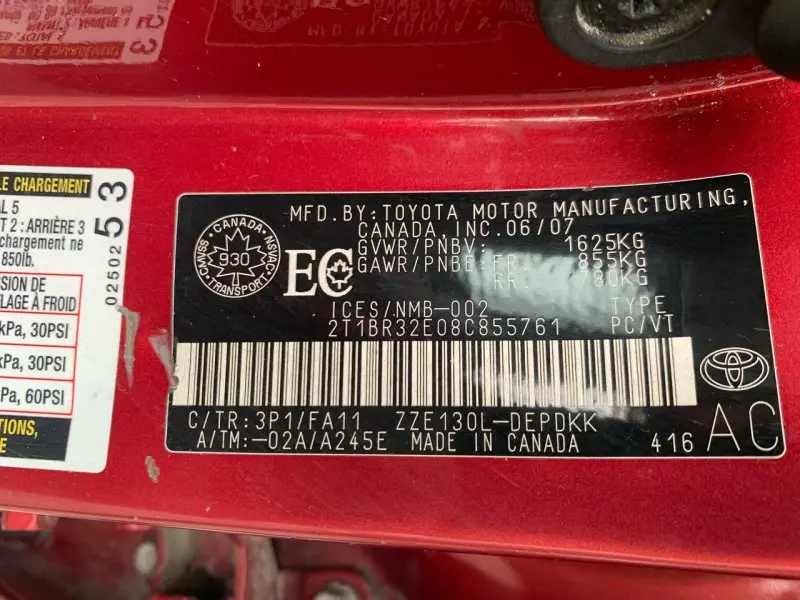 LE CHARGEMENT
AL 5
T 2 : ARRIÈRE 3
chargement ne
850lb.
SION DE
LAGE À FROID
kPa, 30PSI
kPa, 30PSI
kPa, 60PSI
TIONS,
E
02502
53
MFD. BY: TOYOTA MOTOR MANUFACTURING,
CANADA, INC. 06/07
GVWR/PNBV: 1625KG
GAWR/PNBE: FR. 855KG
RR. 780KG
CANADA
CMVSS NSVAC
930
TRANSPORT
EC
ICES/NMB-002 TYPE
2T1BR32E08C855761 PC/VT
C/TR: 3P1/FA11 ZZE130L-DEPDKK
A/TM: -02A/A245E MADE IN CANADA 416 AC